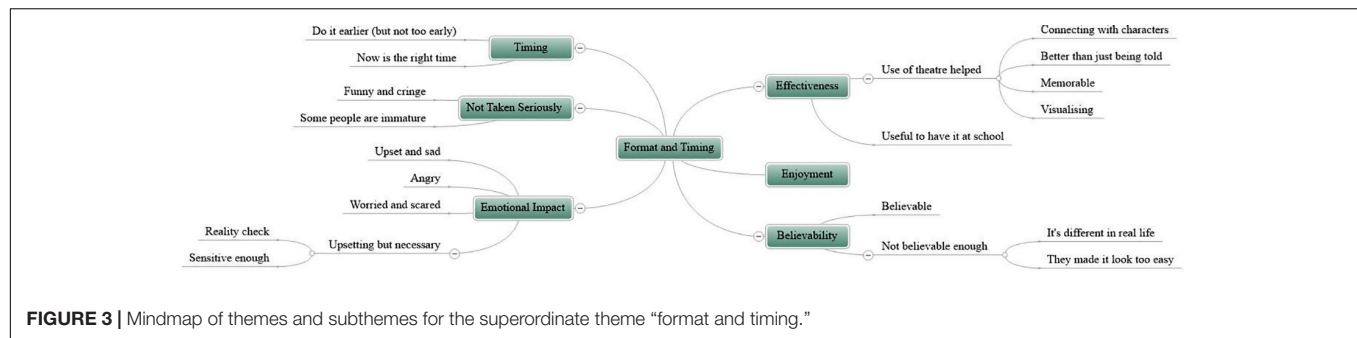 Do it earlier (but not too early)
Now is the right time
Timing
Funny and cringe
Some people are immature
Not Taken Seriously
Upset and sad
Angry
Worried and scared
Emotional Impact
Reality check
Sensitive enough
Upsetting but necessary
Format and Timing
Effectiveness
Use of theatre helped
Connecting with characters
Better than just being told
Memorable
Visualising
Useful to have it at school
Enjoyment
Believability
Believable
Not believable enough
It's different in real life
They made it look too easy
FIGURE 3 | Mindmap of themes and subthemes for the superordinate theme “format and timing.”